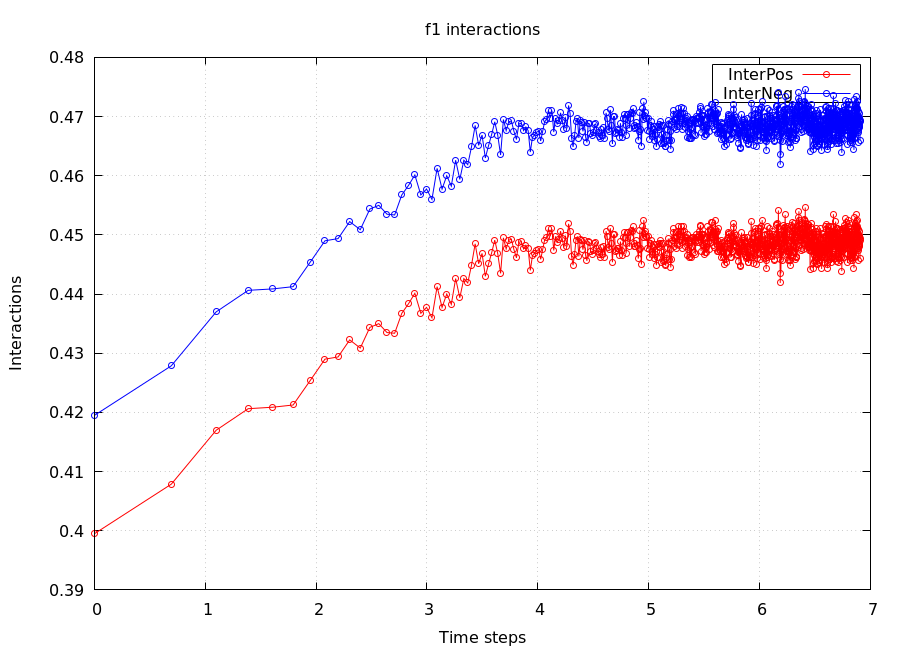 f1 interactions
0.48
0.47
0.46
0.45
0.44
0.43
0.42
0.41
0.4
0.39
Interactions
InterPos
InterNeg
0 1 2 3 4 5 6 7
Time steps